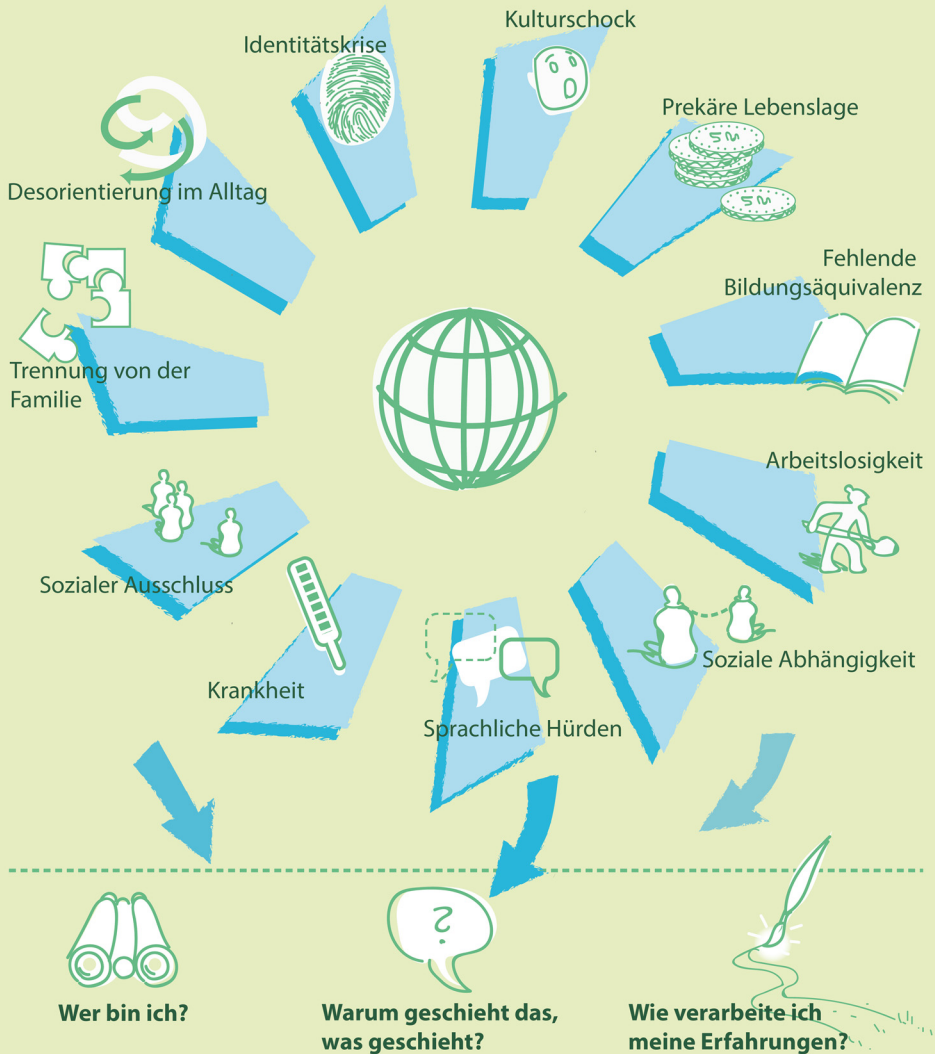 Kulturschock
Identitätskrise
Prekäre Lebenslage
Desorientierung im Alltag
Fehlende
Bildungsäquivalenz
Trennung von der
Familie
Arbeitslosigkeit
Sozialer Ausschluss
Soziale Abhängigkeit
Krankheit
Sprachliche Hürden
?
Wer bin ich?
Warum geschieht das,
was geschieht?
Wie verarbeite ich
meine Erfahrungen?